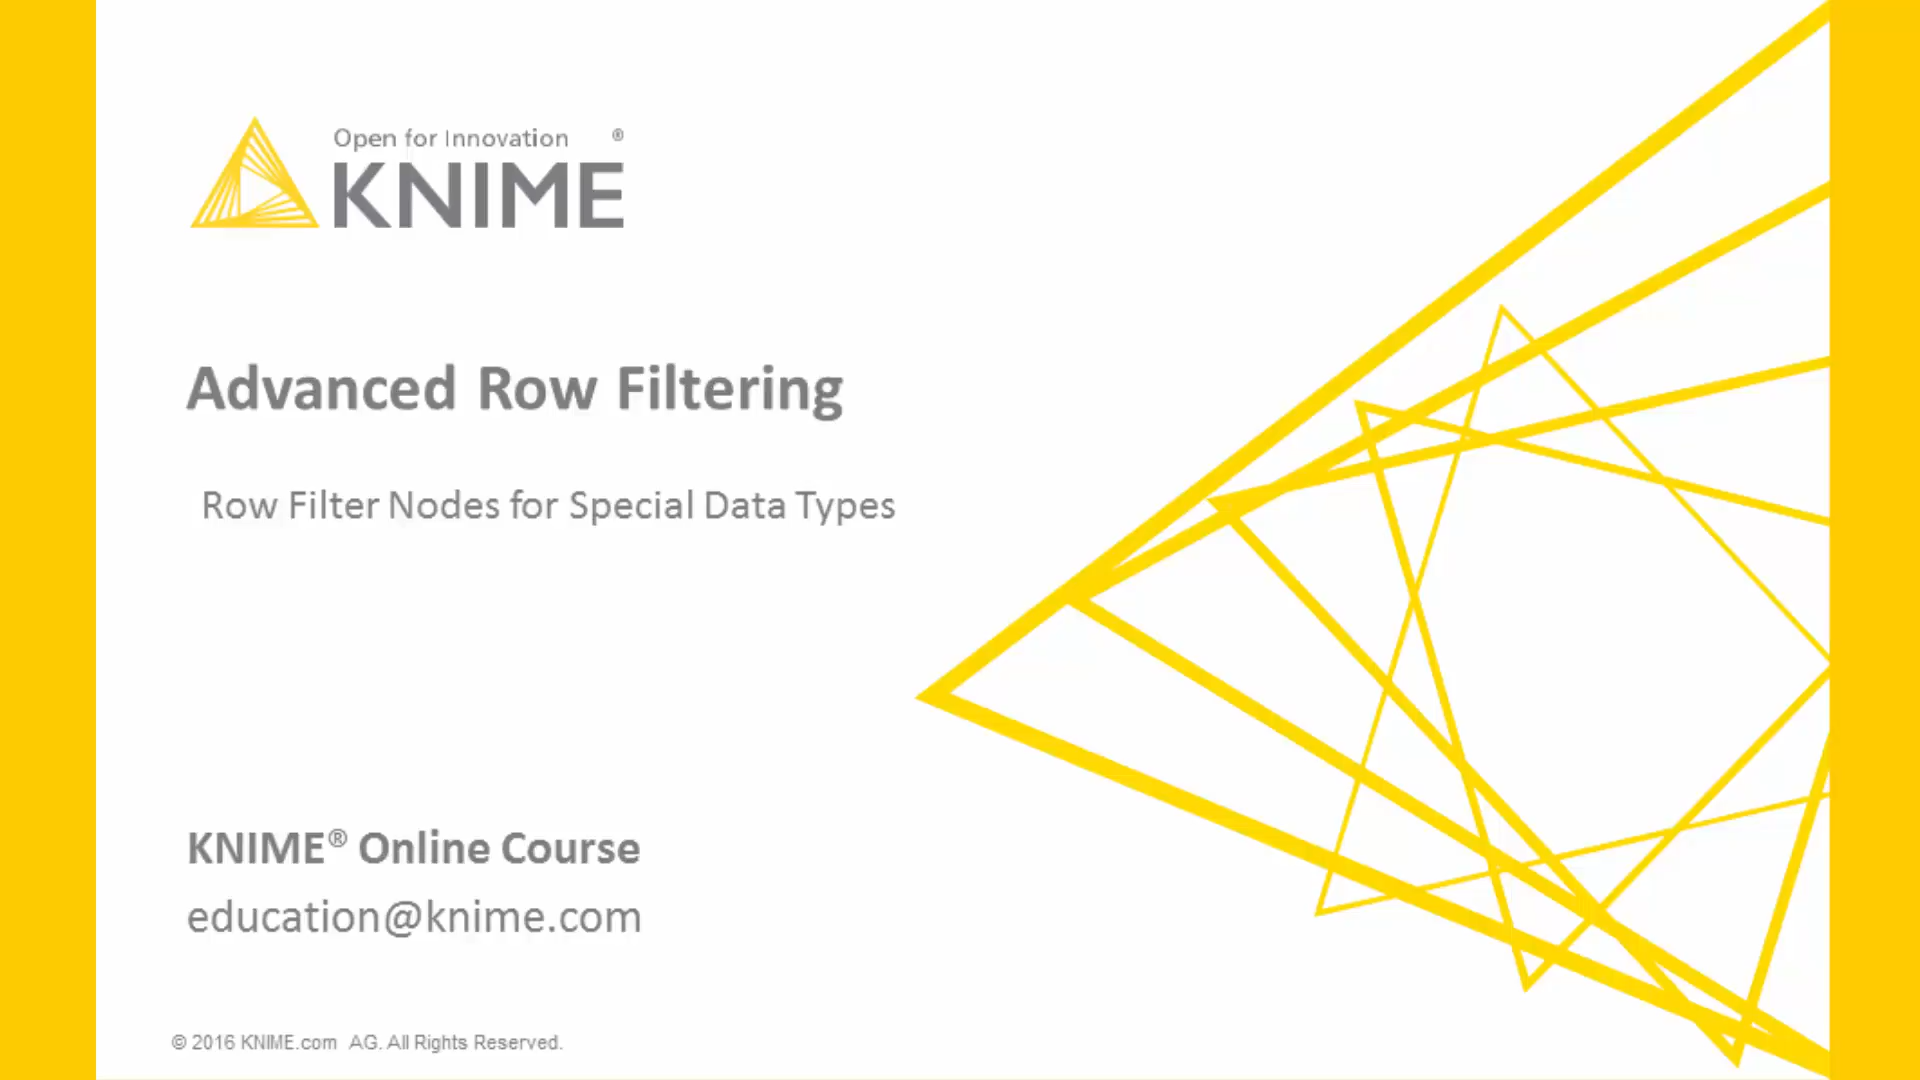 Open for Innovation ®
KNIME
Advanced Row Filtering
Row Filter Nodes for Special Data Types
KNIME® Online Course
education@knime.com
© 2016 KNIME.com AG. All Rights Reserved.